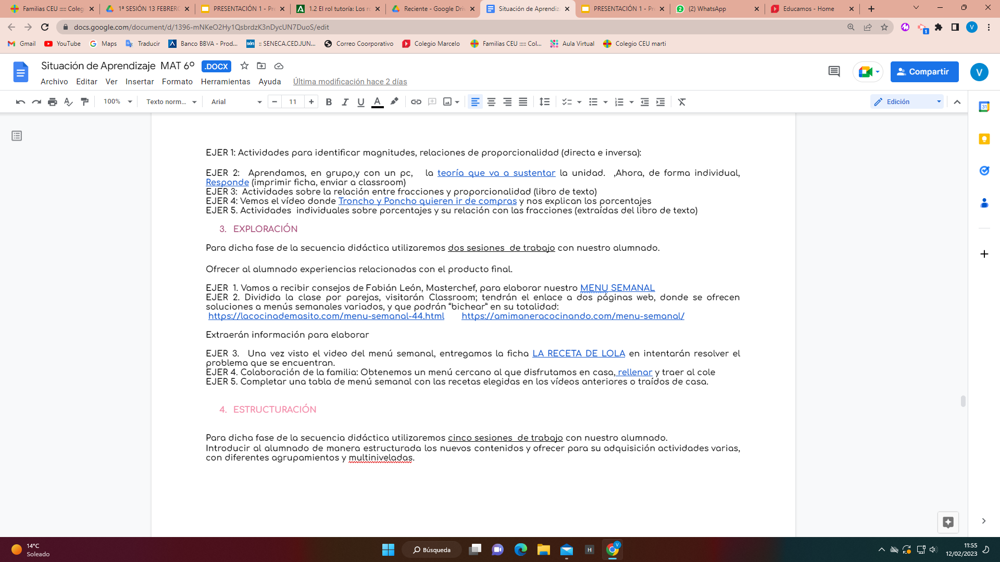 Familias CEU ::::: Coleg
1ª SESIÓN 13 FEBRERO
PRESENTACIÓN 1 - Pr
1.2 El rol tutoría: Los ro
Reciente - Google Driv
Situación de Aprendiza
PRESENTACIÓN 1 - Pr
(2) WhatsApp
Educamos - Home
docs.google.com/document/d/1396-mNKeO2Hy1QsbrdzK3nDycUN7DuoS/edit
Gmail YouTube Maps Traducir Banco BBVA - Prod... :: SENECA.CED.JUN... Correo Coorporativo Colegio Marcelo Familias CEU ::::: Col... Aula Virtual Colegio CEU marti
Situación de Aprendizaje MAT 6º .DOCX
Compartir V
Archivo Editar Ver Insertar Formato Herramientas Ayuda Última modificación hace 2 días
100% Texto norm... Arial 11 Edición
EJER 1: Actividades para identificar magnitudes, relaciones de proporcionalidad (directa e inversa):
EJER 2: Aprendamos, en grupo,y con un pc, la teoría que va a sustentar la unidad. ,Ahora, de forma individual,
Responde (imprimir ficha, enviar a classroom)
EJER 3: Actividades sobre la relación entre fracciones y proporcionalidad (libro de texto)
EJER 4: Vemos el vídeo donde Troncho y Poncho quieren ir de compras y nos explican los porcentajes
EJER 5. Actividades individuales sobre porcentajes y su relación con las fracciones (extraídas del libro de texto)
3. EXPLORACIÓN
Para dicha fase de la secuencia didáctica utilizaremos dos sesiones de trabajo con nuestro alumnado.
Ofrecer al alumnado experiencias relacionadas con el producto final.
EJER 1. Vamos a recibir consejos de Fabián León, Masterchef, para elaborar nuestro MENU SEMANAL
EJER 2. Dividida la clase por parejas, visitarán Classroom; tendrán el enlace a dos páginas web, donde se ofrecen
soluciones a menús semanales variados, y que podrán “bichear” en su totalidad:
https://lacocinademasito.com/menu-semanal-44.html https://amimaneracocinando.com/menu-semanal/
Extraerán información para elaborar
EJER 3. Una vez visto el video del menú semanal, entregamos la ficha LA RECETA DE LOLA en intentarán resolver el
problema que se encuentran.
EJER 4. Colaboración de la familia: Obtenemos un menú cercano al que disfrutamos en casa, rellenar y traer al cole
EJER 5. Completar una tabla de menú semanal con las recetas elegidas en los vídeos anteriores o traídos de casa.
4. ESTRUCTURACIÓN
Para dicha fase de la secuencia didáctica utilizaremos cinco sesiones de trabajo con nuestro alumnado.
Introducir al alumnado de manera estructurada los nuevos contenidos y ofrecer para su adquisición actividades varias,
con diferentes agrupamientos y multiniveladas.
14°C
Soleado
Búsqueda
11:55
12/02/2023